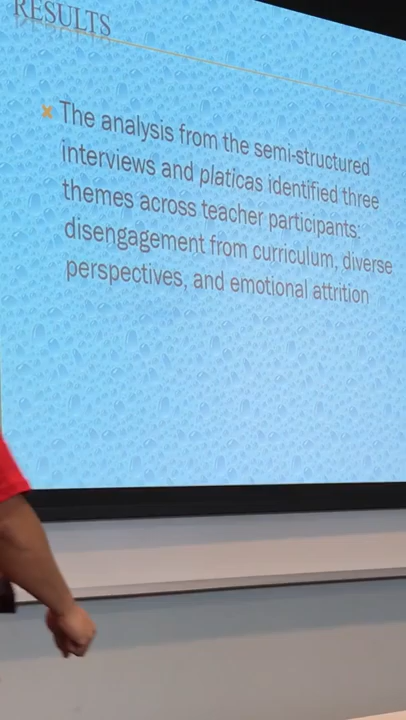 RESULTS
The analysis from the semi-structured
interviews and platicas identified three
themes across teacher participants:
disengagement from curriculum, diverse
perspectives, and emotional attrition